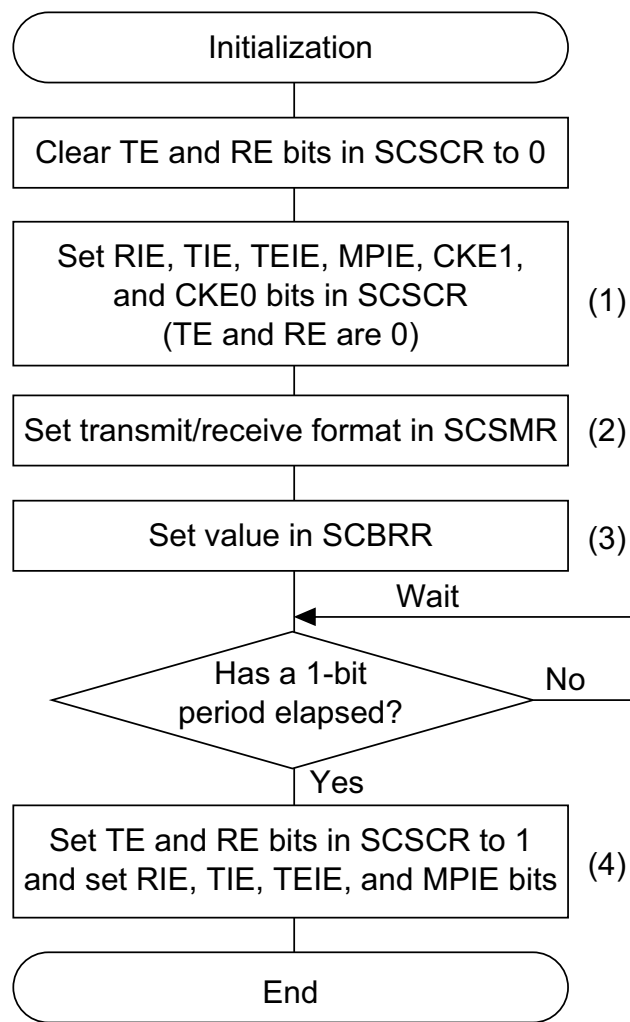 Initialization
Clear TE and RE bits in SCSCR to 0
Set RIE, TIE, TEIE, MPIE, CKE1,
and CKE0 bits in SCSCR
(TE and RE are 0)
(1)
Set transmit/receive format in SCSMR
(2)
Set value in SCBRR
(3)
Wait
Has a 1-bit
period elapsed?
No
Yes
Set TE and RE bits in SCSCR to 1
and set RIE, TIE, TEIE, and MPIE bits
(4)
End